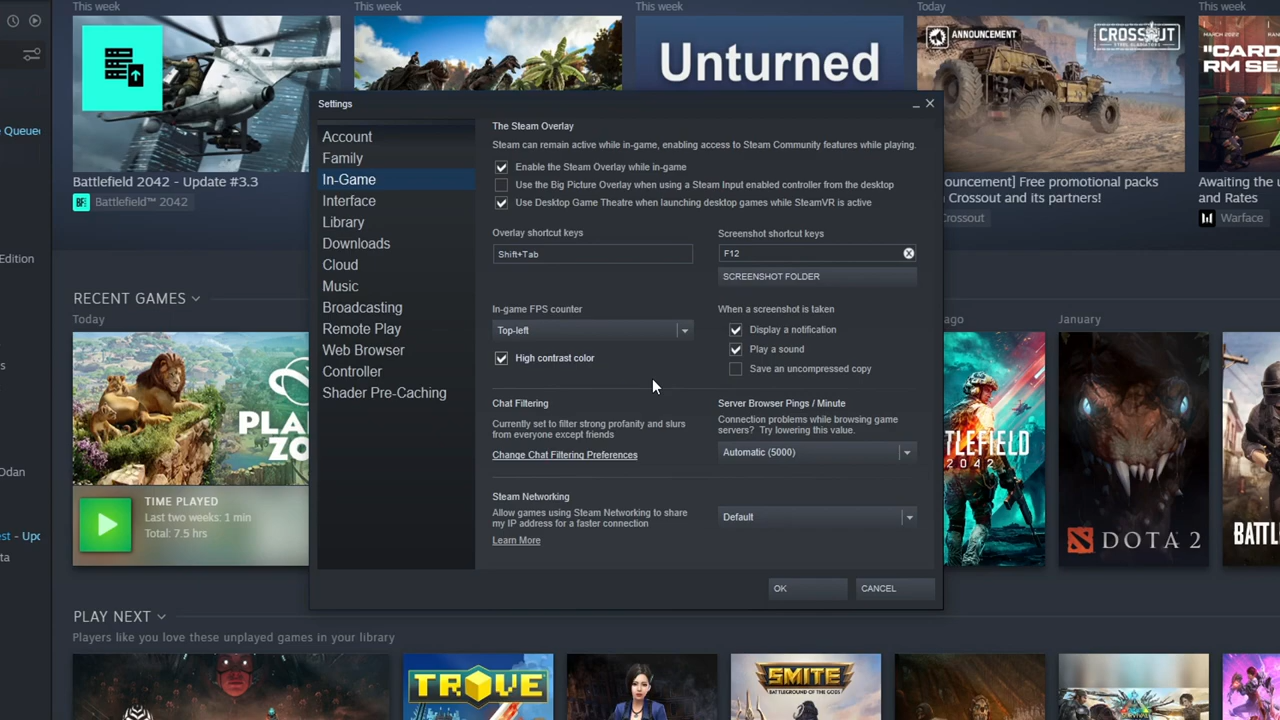 This week
This week
This week
Today
This week
Unturned
ANNOUNCEMENT
CROSSOUT
MARCH 2022
"CARD
RM SE
e Queued
Battlefield 2042 - Update #3.3
Battlefield™ 2042
ouncement] Free promotional packs
Crossout and its partners!
Crossout
Awaiting the u
and Rates
Warface
Edition
Settings
Account
Family
In-Game
Interface
Library
Downloads
Cloud
Music
Broadcasting
Remote Play
Web Browser
Controller
Shader Pre-Caching
The Steam Overlay
Steam can remain active while in-game, enabling access to Steam Community features while playing.
Enable the Steam Overlay while in-game
Use the Big Picture Overlay when using a Steam Input enabled controller from the desktop
Use Desktop Game Theatre when launching desktop games while SteamVR is active
Overlay shortcut keys
Shift+Tab
Screenshot shortcut keys
F12
SCREENSHOT FOLDER
In-game FPS counter
Top-left
High contrast color
When a screenshot is taken
Display a notification
Play a sound
Save an uncompressed copy
Chat Filtering
Currently set to filter strong profanity and slurs
from everyone except friends
Change Chat Filtering Preferences
Server Browser Pings / Minute
Connection problems while browsing game
servers? Try lowering this value.
Automatic (5000)
Steam Networking
Allow games using Steam Networking to share
my IP address for a faster connection
Learn More
Default
OK
CANCEL
RECENT GAMES
Today
ago
January
PLA
ZO
TIME PLAYED
Last two weeks: 1 min
Total: 7.5 hrs
TLEFIELD
2042
DOTA 2
BATTL
s
Odan
est - Upd
ta
PLAY NEXT
Players like you love these unplayed games in your library
TROVE
SMITE
BATTLEGROUND OF THE GODS